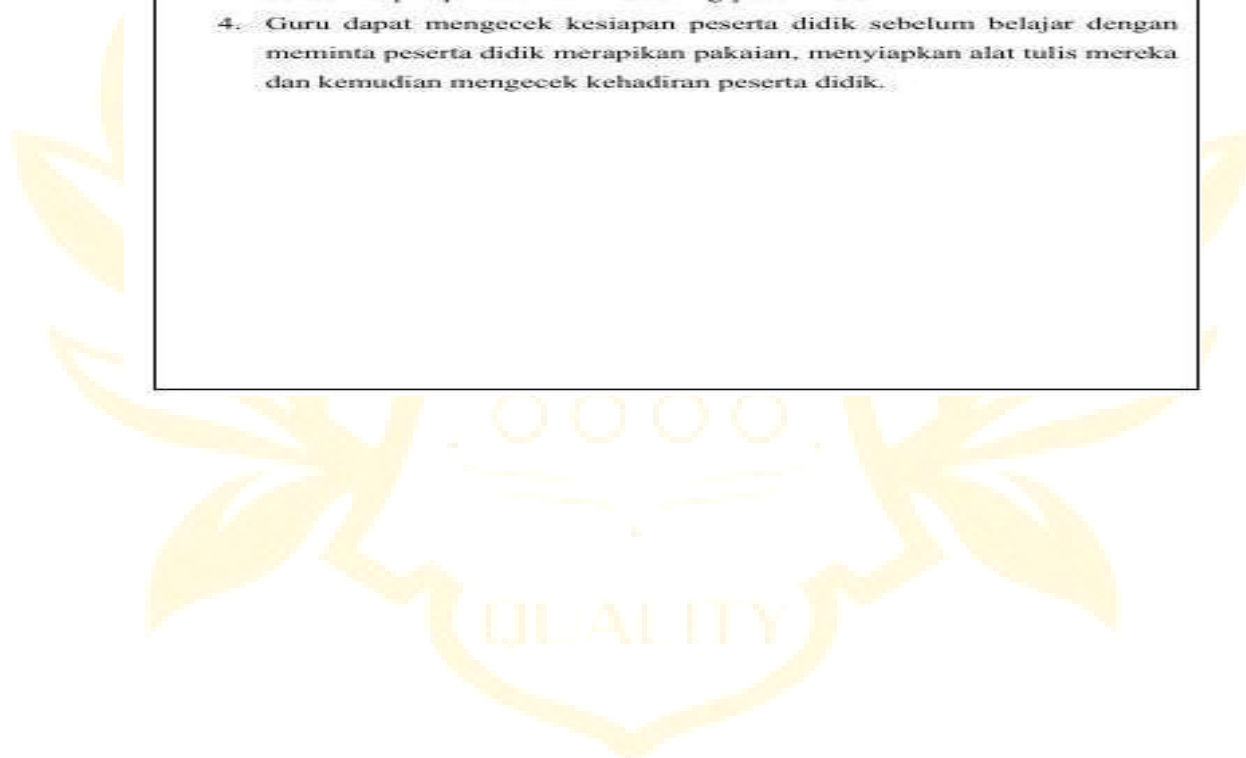 4. Guru dapat mengecek kesiapan peserta didik sebelum belajar dengan
meminta peserta didik merapikan pakaian, menyiapkan alat tulis mereka
dan kemudian mengecek kehadiran peserta didik.
QUALITY